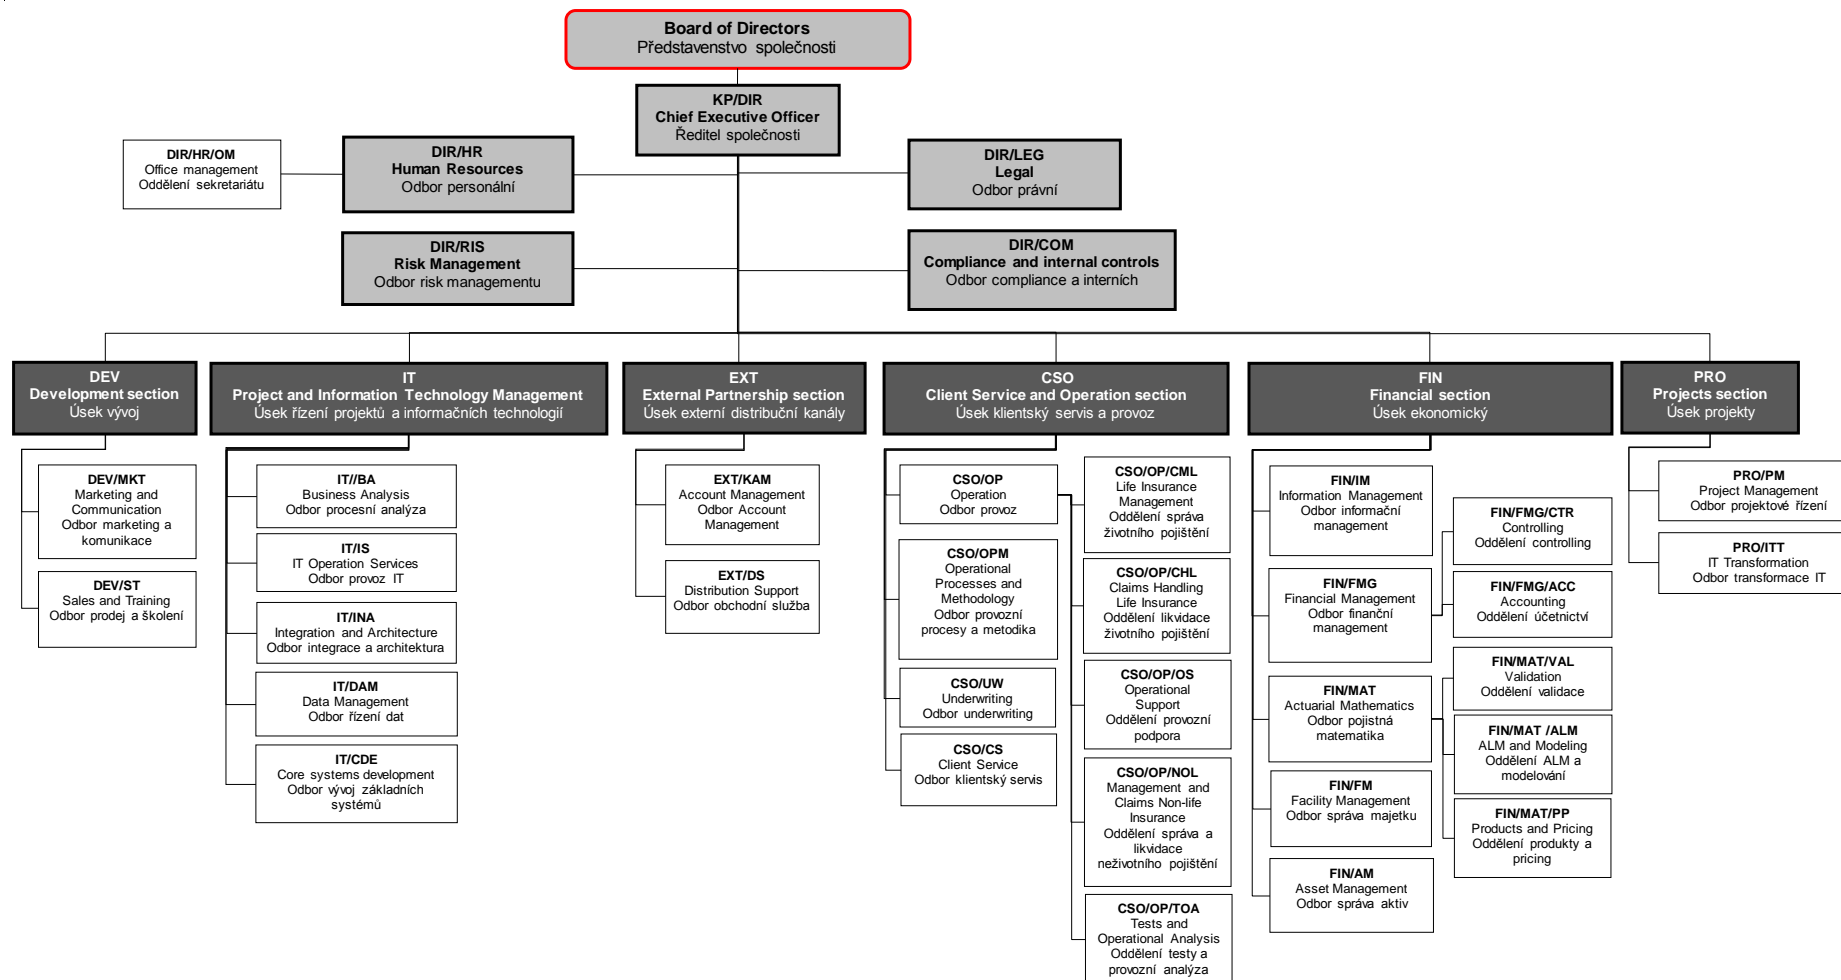 Board of Directors
Představenstvo společnosti
KP/DIR
Chief Executive Officer
Ředitel společnosti
DIR/HR/OM
Office management
Oddělení sekretariátu
DIR/HR
Human Resources
Odbor personální
DIR/LEG
Legal
Odbor právní
DIR/RIS
Risk Management
Odbor risk managementu
DIR/COM
Compliance and internal controls
Odbor compliance a interních
DEV
Development section
Úsek vývoj
IT
Project and Information Technology Management
Úsek řízení projektů a informačních technologií
EXT
External Partnership section
Úsek externí distribuční kanály
CSO
Client Service and Operation section
Úsek klientský servis a provoz
FIN
Financial section
Úsek ekonomický
PRO
Projects section
Úsek projekty
DEV/MKT
Marketing and
Communication
Odbor marketing a
komunikace
DEV/ST
Sales and Training
Odbor prodej a školení
IT//BA
Business Analysis
Odbor procesní analýza
IT/IS
IT Operation Services
Odbor provoz IT
IT/INA
Integration and Architecture
Odbor integrace a architektura
IT/DAM
Data Management
Odbor řízení dat
IT/CDE
Core systems development
Odbor vývoj základních
systémů
EXT/KAM
Account Management
Odbor Account
Management
EXT/DS
Distribution Support
Odbor obchodní služba
CSO/OP
Operation
Odbor provoz
CSO/OPM
Operational
Processes and
Methodology
Odbor provozní
procesy a metodika
CSO/UW
Underwriting
Odbor underwriting
CSO/CS
Client Service
Odbor klientský servis
CSO/OP/CML
Life Insurance
Management
Oddělení správa
životního pojištění
CSO/OP/CHL
Claims Handling
Life Insurance
Oddělení likvidace
životního pojištění
CSO/OP/OS
Operational
Support
Oddělení provozní
podpora
CSO/OP/NOL
Management and
Claims Non-life
Insurance
Oddělení správa a
likvidace
neživotního pojištění
CSO/OP/TOA
Tests and
Operational Analysis
Oddělení testy a
provozní analýza
FIN/IM
Information Management
Odbor informační
management
FIN/FMG
Financial Management
Odbor finanční
management
FIN/MAT
Actuarial Mathematics
Odbor pojistná
matematika
FIN/FM
Facility Management
Odbor správa majetku
FIN/AM
Asset Management
Odbor správa aktiv
FIN/FMG/CTR
Controlling
Oddělení controlling
FIN/FMG/ACC
Accounting
Oddělení účetnictví
FIN/MAT/VAL
Validation
Oddělení validace
FIN/MAT /ALM
ALM and Modeling
Oddělení ALM a
modelování
FIN/MAT/PP
Products and Pricing
Oddělení produkty a
pricing
PRO/PM
Project Management
Odbor projektové řízení
PRO/ITT
IT Transformation
Odbor transformace IT